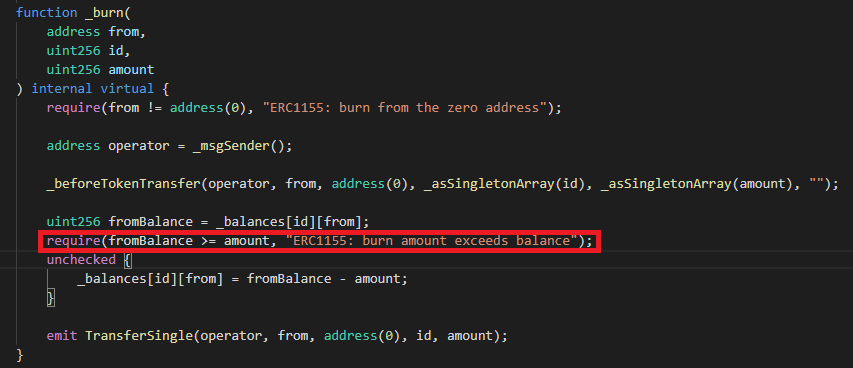 function _burn(
address from,
uint256 id,
uint256 amount
) internal virtual {
require(from != address(0), "ERC1155: burn from the zero address");
address operator = _msgSender();
_beforeTokenTransfer(operator, from, address(0), _asSingletonArray(id), _asSingletonArray(amount), "");
uint256 fromBalance = _balances[id][from];
require(fromBalance >= amount, "ERC1155: burn amount exceeds balance");
unchecked {
_balances[id][from] = fromBalance - amount;
}
emit TransferSingle(operator, from, address(0), id, amount);
}